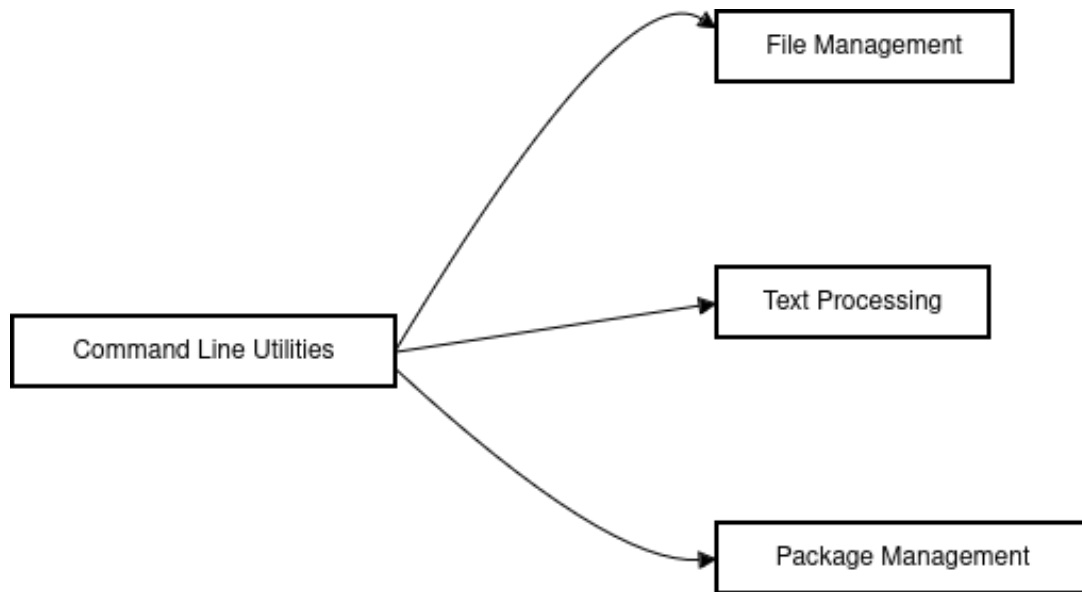 File Management
Text Processing
Command Line Utilities
Package Management